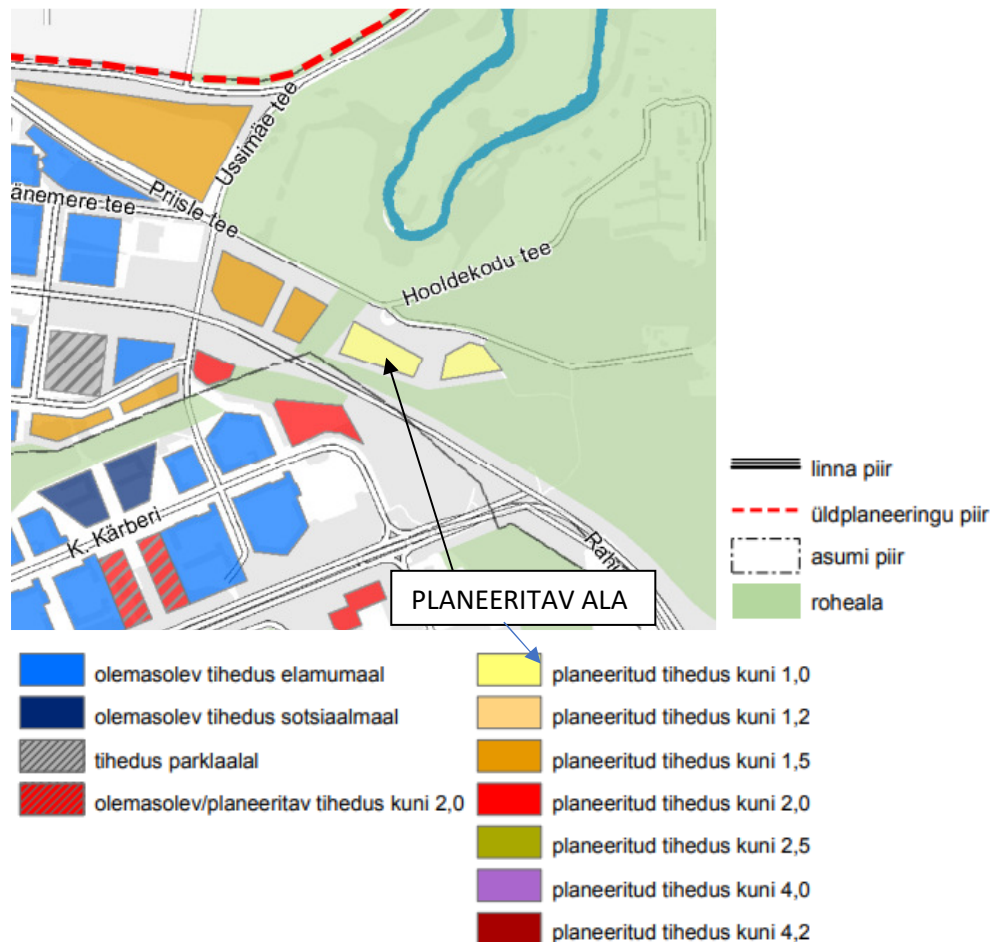 Ussimäe tee
Priisle tee
änemere tee
Hooldekodu tee
K. Kärberi
Rahu
PLANEERITAV ALA
linna piir
üldplaneeringu piir
asumi piir
roheala
olemasolev tihedus elamumaal
olemasolev tihedus sotsiaalmaal
tihedus parklaalal
olemasolev/planeeritav tihedus kuni 2,0
planeeritud tihedus kuni 1,0
planeeritud tihedus kuni 1,2
planeeritud tihedus kuni 1,5
planeeritud tihedus kuni 2,0
planeeritud tihedus kuni 2,5
planeeritud tihedus kuni 4,0
planeeritud tihedus kuni 4,2